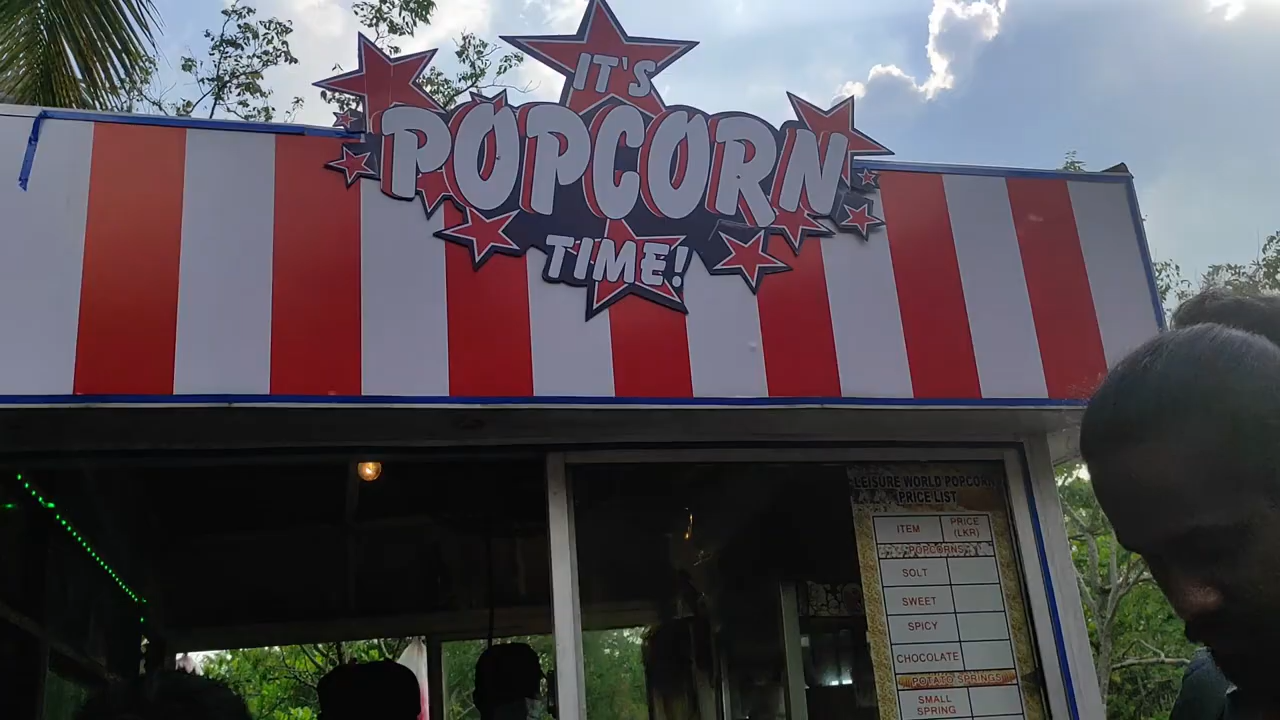 IT'S
POPCORN
TIME!
LEISURE WORLD POPCORN
PRICE LIST
ITEM PRICE (LKR)
POPCORNS
SOLT
SWEET
SPICY
CHOCOLATE
POTATO SPRINGS
SMALL SPRING